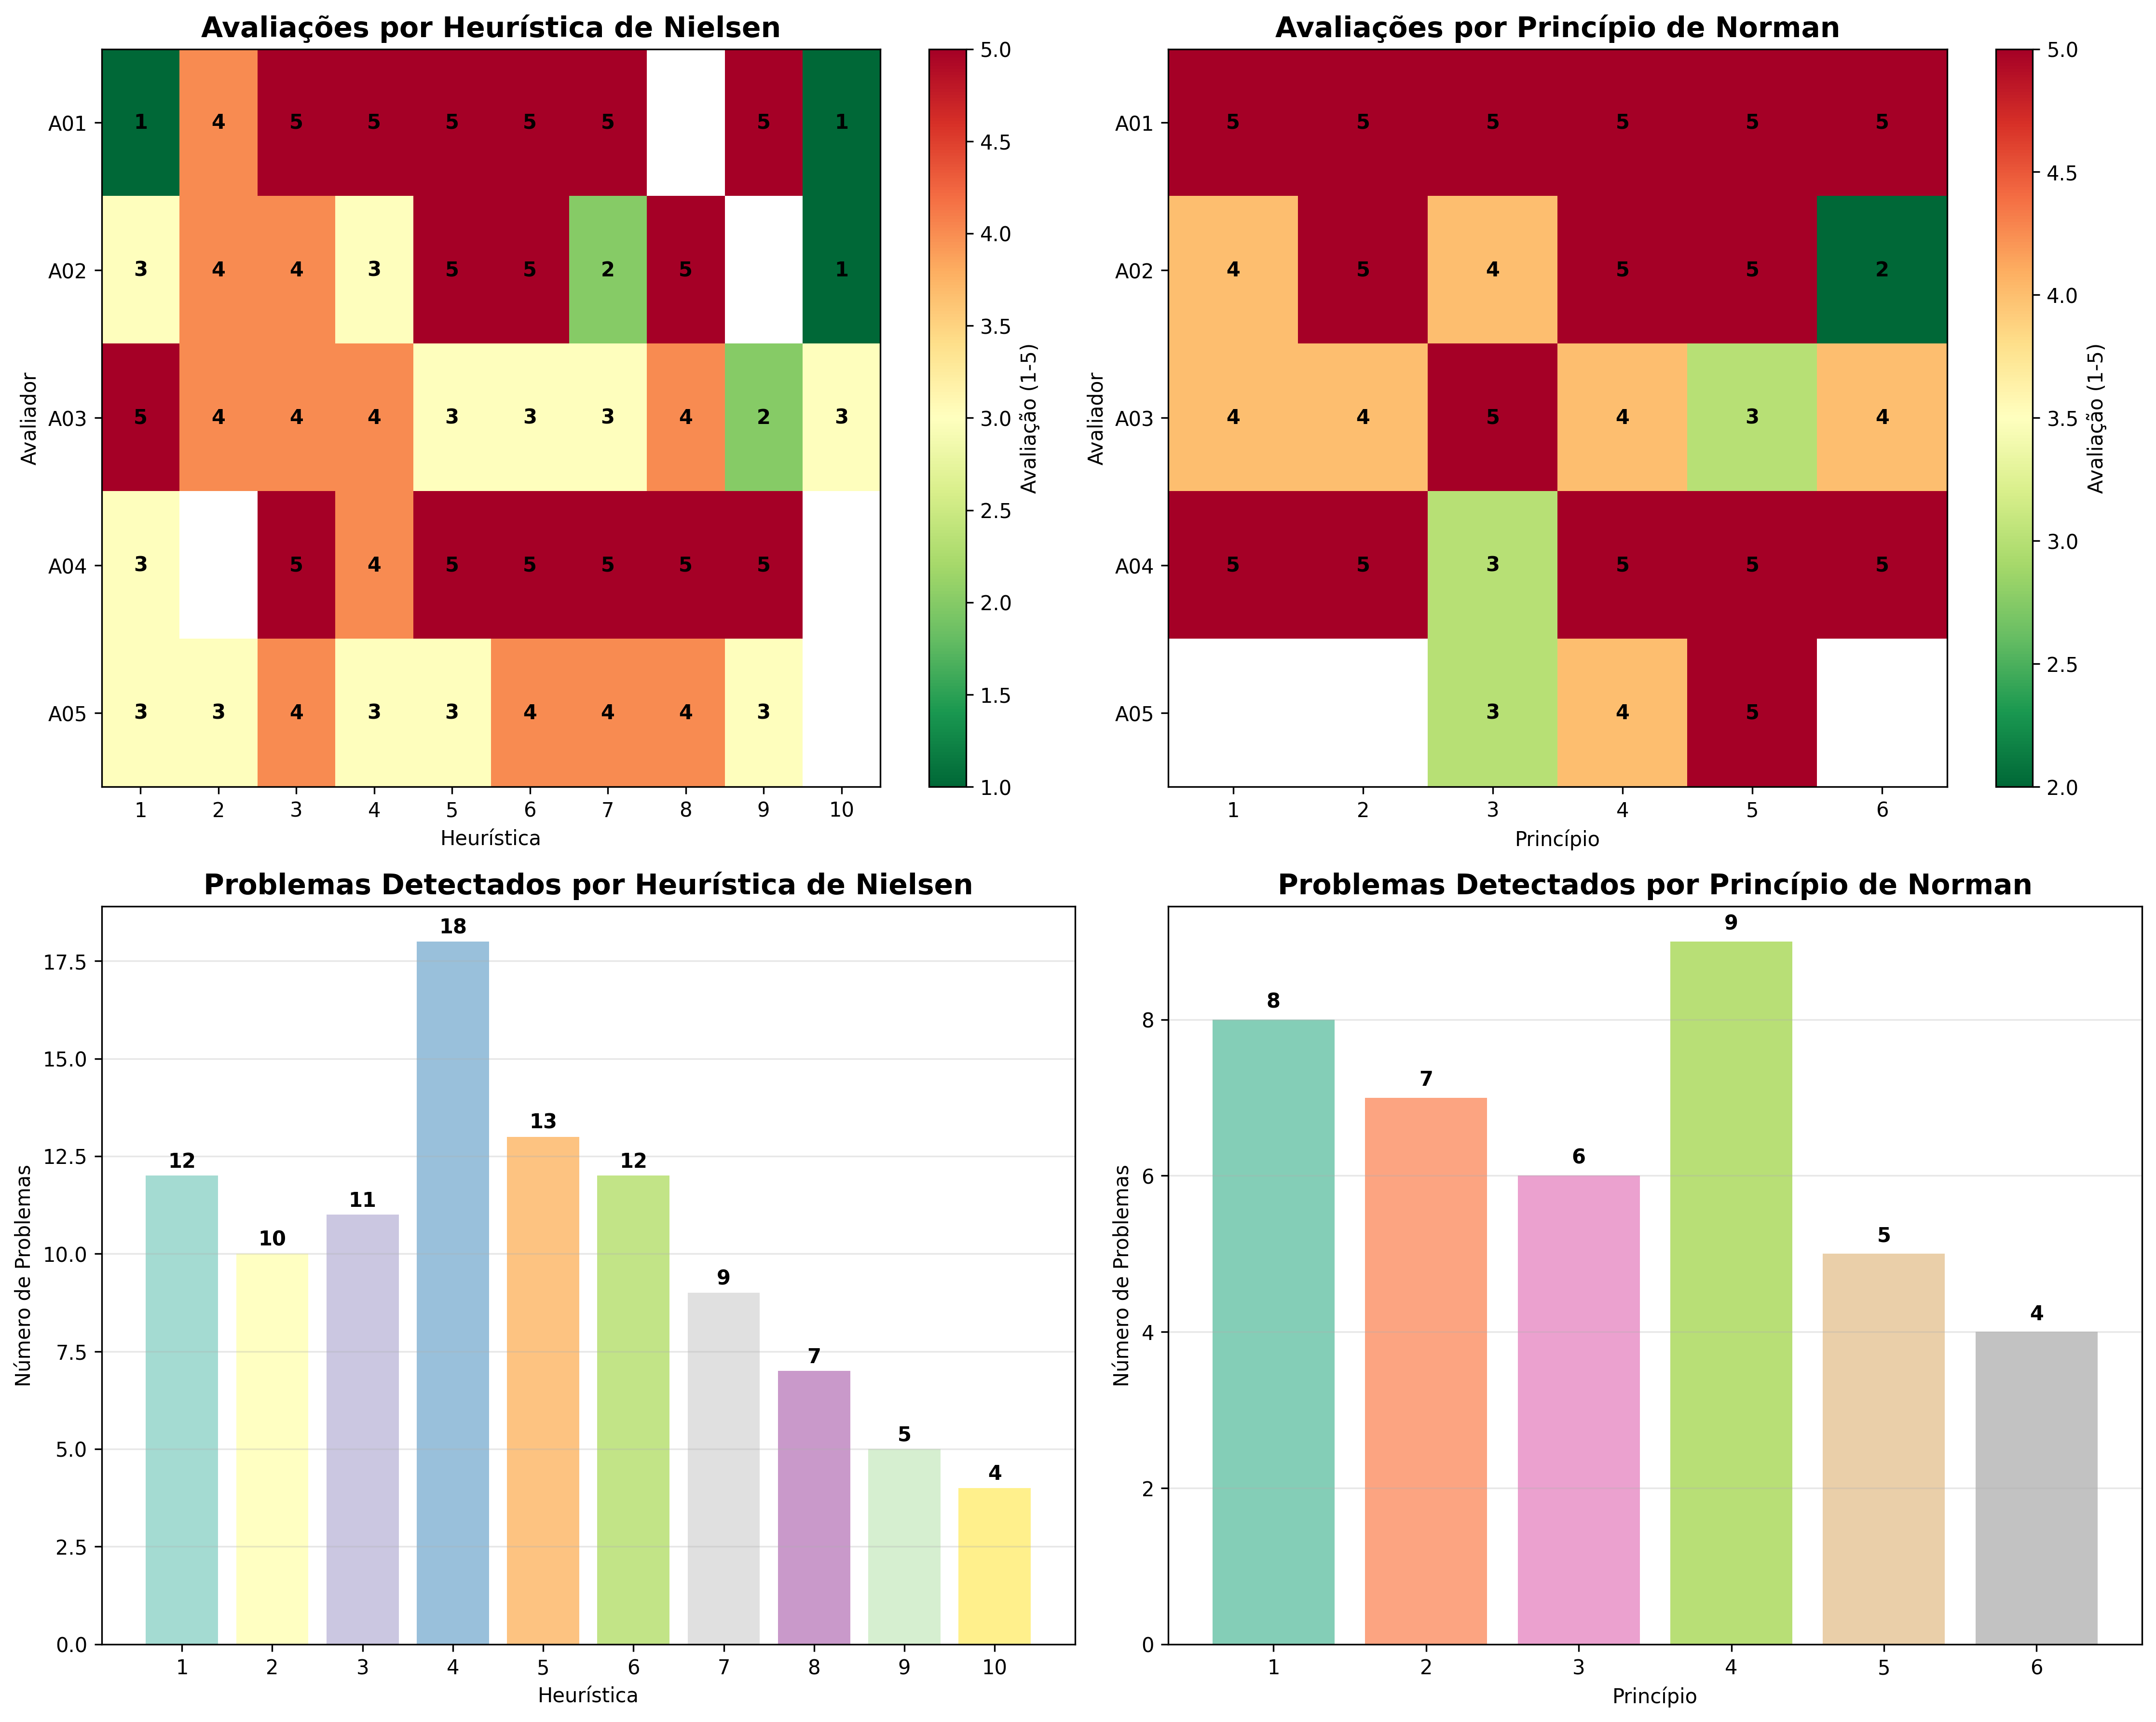 Avaliações por Heurística de Nielsen
A01 1 4 5 5 5 5 5 5 1
A02 3 4 4 3 5 5 2 5 1
A03 5 4 4 4 3 3 3 4 2 3
A04 3 5 4 5 5 5 5 5
A05 3 3 4 3 3 4 4 4 3
1 2 3 4 5 6 7 8 9 10
Heurística
Avaliador
5.0
4.5
4.0
3.5
3.0
2.5
2.0
1.5
1.0
Avaliação (1-5)
Avaliações por Princípio de Norman
A01 5 5 5 5 5 5
A02 4 5 4 5 5 2
A03 4 4 5 4 3 4
A04 5 5 3 5 5 5
A05 3 4 5
1 2 3 4 5 6
Princípio
Avaliador
5.0
4.5
4.0
3.5
3.0
2.5
2.0
Avaliação (1-5)
Problemas Detectados por Heurística de Nielsen
17.5
15.0
12.5
10.0
7.5
5.0
2.5
0.0
Número de Problemas
12 10 11 18 13 12 9 7 5 4
1 2 3 4 5 6 7 8 9 10
Heurística
Problemas Detectados por Princípio de Norman
8
6
4
2
0
Número de Problemas
8 7 6 9 5 4
1 2 3 4 5 6
Princípio